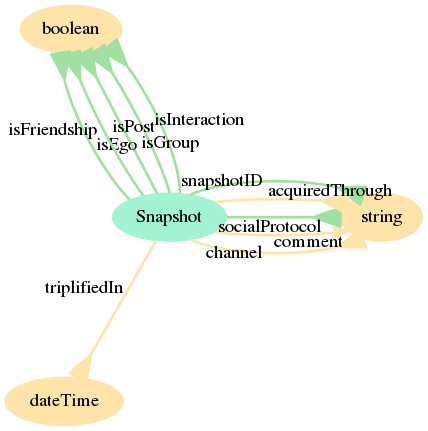 boolean
isFriendship
isEgo
isPost
isGroup
isInteraction
snapshotID
acquiredThrough
Snapshot
string
socialProtocol
comment
channel
triplifiedIn
dateTime